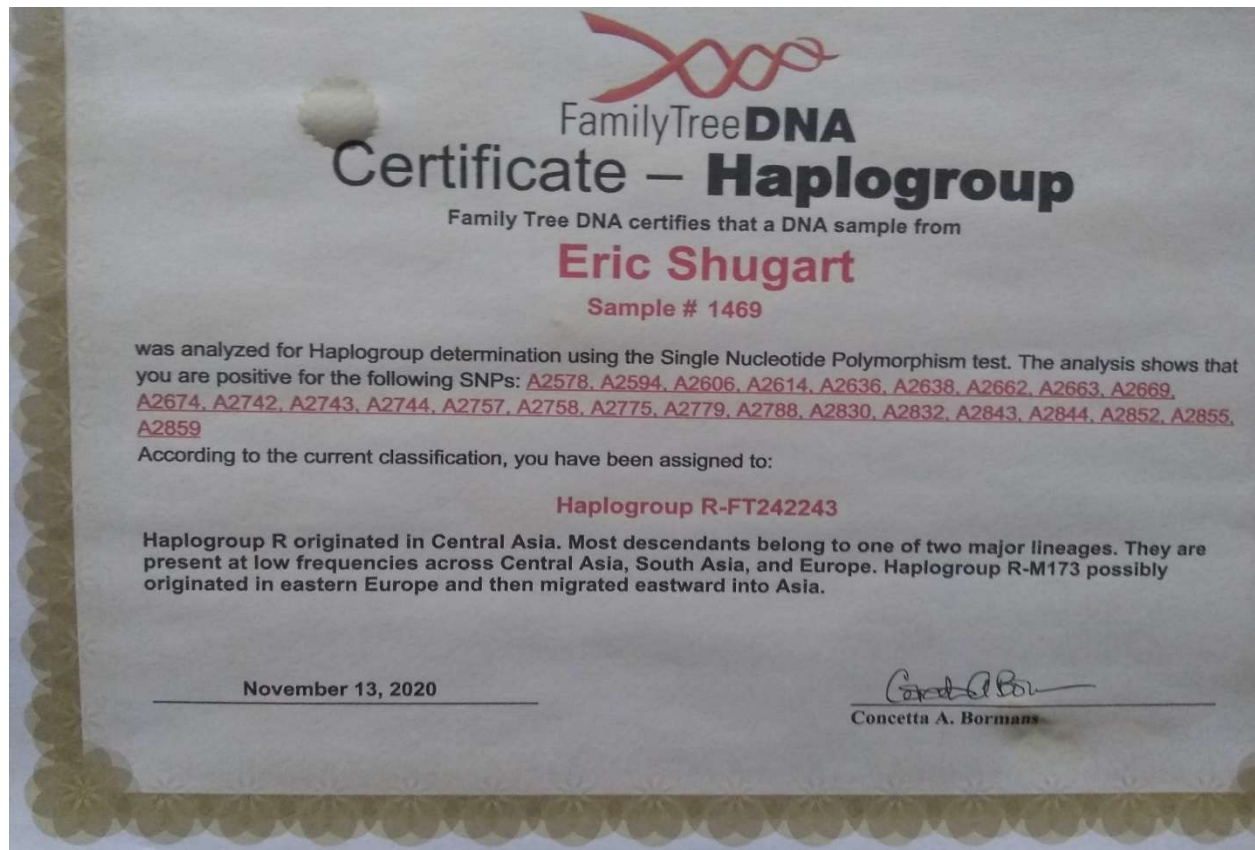 FamilyTreeDNA
Certificate – Haplogroup
Family Tree DNA certifies that a DNA sample from
Eric Shugart
Sample # 1469
was analyzed for Haplogroup determination using the Single Nucleotide Polymorphism test. The analysis shows that
you are positive for the following SNPs: A2578, A2594, A2606, A2614, A2636, A2638, A2662, A2663, A2669,
A2674, A2742, A2743, A2744, A2757, A2758, A2775, A2779, A2788, A2830, A2832, A2843, A2844, A2852, A2855,
A2859
According to the current classification, you have been assigned to:
Haplogroup R-FT242243
Haplogroup R originated in Central Asia. Most descendants belong to one of two major lineages. They are
present at low frequencies across Central Asia, South Asia, and Europe. Haplogroup R-M173 possibly
originated in eastern Europe and then migrated eastward into Asia.
November 13, 2020
Concetta A. Bormans